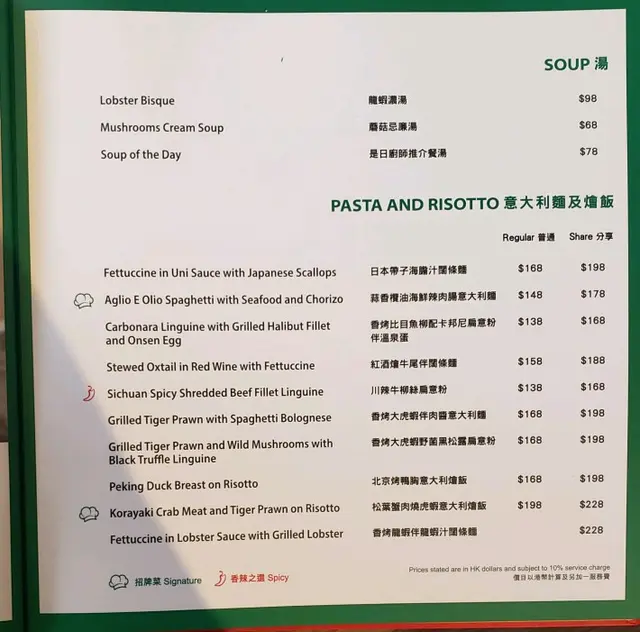 SOUP 湯
Lobster Bisque 龍蝦濃湯 $98
Mushrooms Cream Soup 蘑菇忌廉湯 $68
Soup of the Day 是日廚師推介餐湯 $78
PASTA AND RISOTTO 意大利麵及燴飯
Regular 普通 Share 分享
Fettuccine in Uni Sauce with Japanese Scallops 日本帶子海膽汁闊條麵 $168 $198
Aglio E Olio Spaghetti with Seafood and Chorizo 蒜香欖油海鮮辣肉腸意大利麵 $148 $178
Carbonara Linguine with Grilled Halibut Fillet 香烤比目魚柳配卡邦尼扁意粉 $138 $168
and Onsen Egg 伴溫泉蛋
Stewed Oxtail in Red Wine with Fettuccine 紅酒燴牛尾伴闊條麵 $158 $188
Sichuan Spicy Shredded Beef Fillet Linguine 川辣牛柳絲扁意粉 $138 $168
Grilled Tiger Prawn with Spaghetti Bolognese 香烤大虎蝦伴肉醬意大利麵 $168 $198
Grilled Tiger Prawn and Wild Mushrooms with 香烤大虎蝦野菌黑松露扁意粉 $168 $198
Black Truffle Linguine
Peking Duck Breast on Risotto 北京烤鴨胸意大利燴飯 $168 $198
Korayaki Crab Meat and Tiger Prawn on Risotto 松葉蟹肉燒虎蝦意大利燴飯 $198 $228
Fettuccine in Lobster Sauce with Grilled Lobster 香烤龍蝦伴龍蝦汁闊條麵 $228
招牌菜 Signature 香辣之選 Spicy
Prices stated are in HK dollars and subject to 10% service charge
價目以港幣計算及另加一服務費